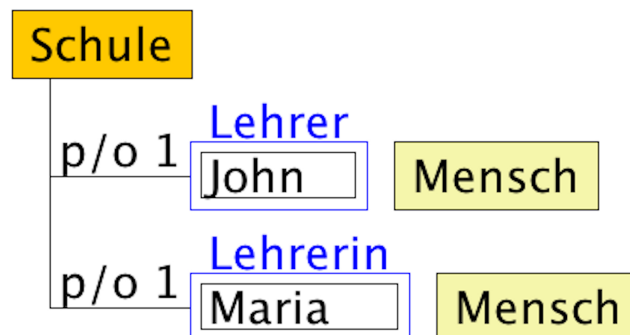 Schule
Lehrer
p/o 1 John Mensch
Lehrerin
p/o 1 Maria Mensch